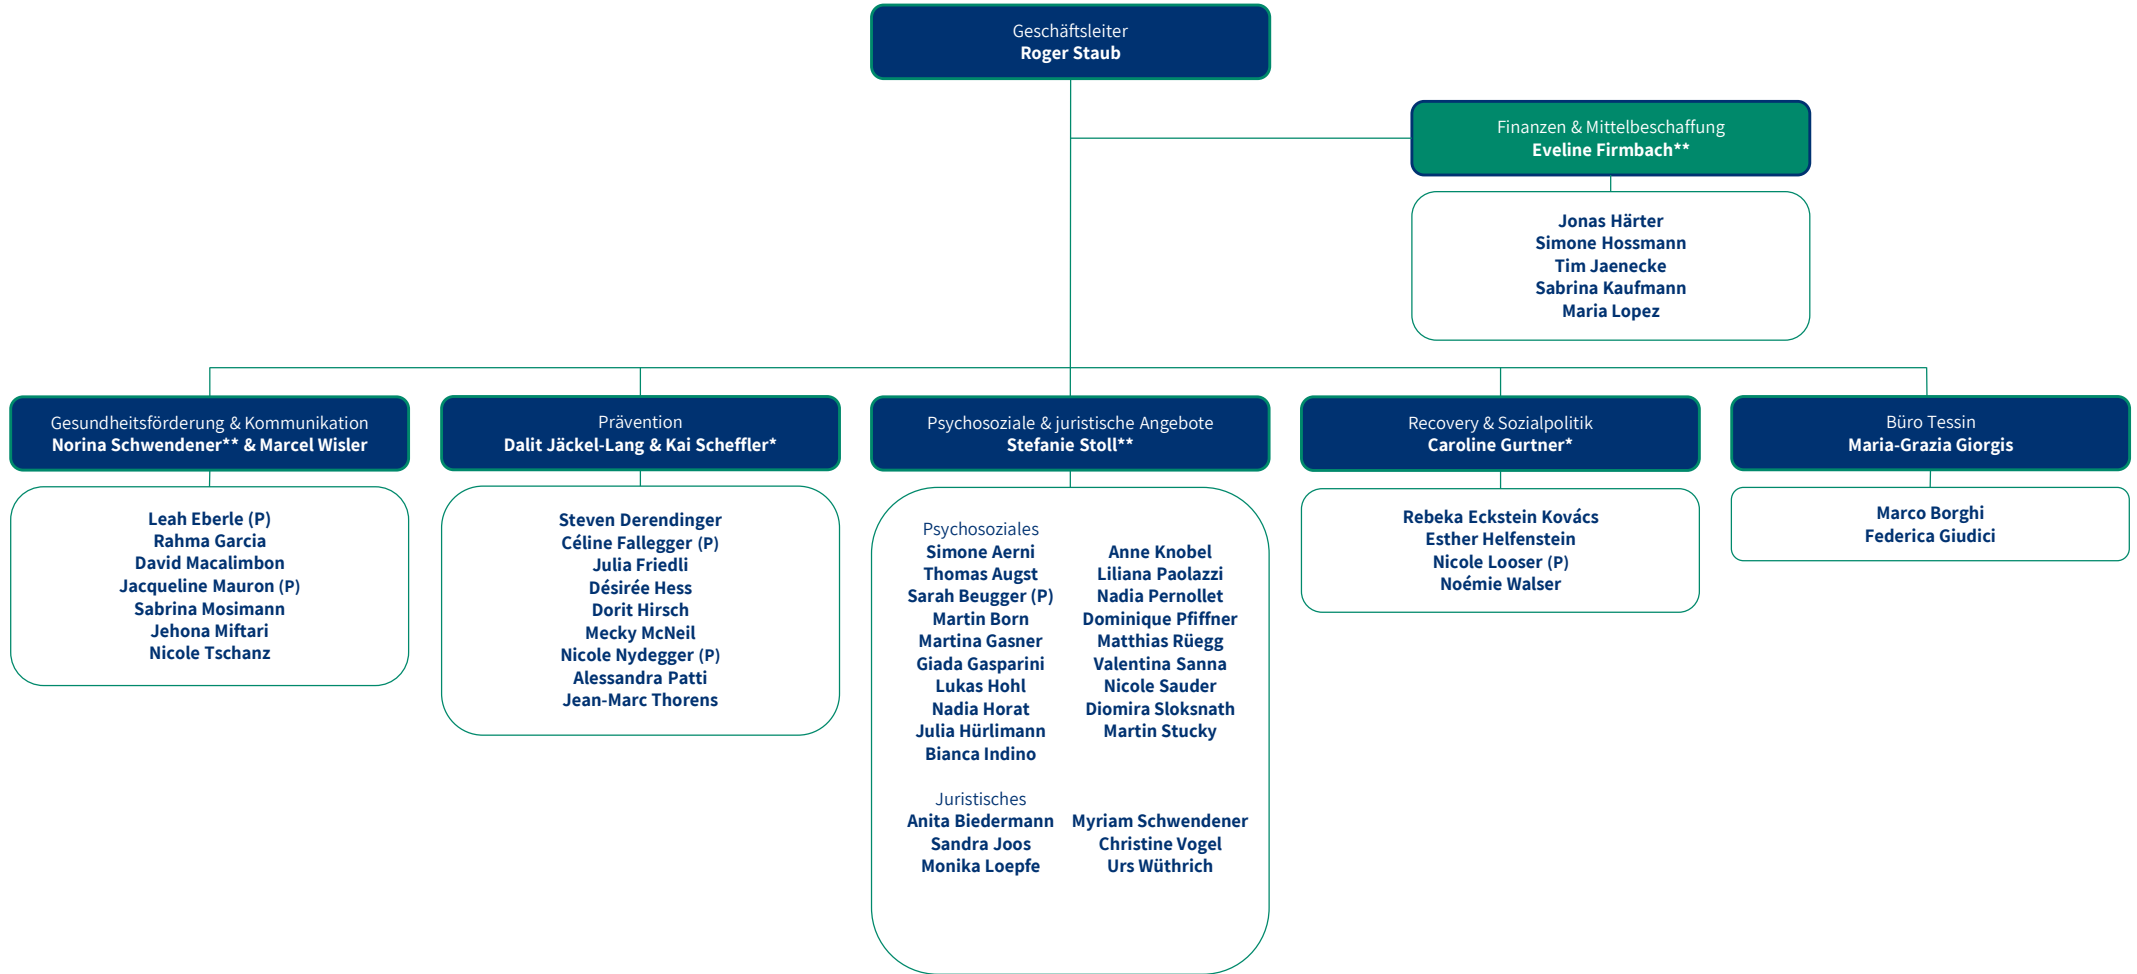 Geschäftsleiter
Roger Staub
Finanzen & Mittelbeschaffung
Eveline Firmbach**
Jonas Härter
Simone Hossmann
Tim Jaenecke
Sabrina Kaufmann
Maria Lopez
Gesundheitsförderung & Kommunikation
Norina Schwendener** & Marcel Wisler
Leah Eberle (P)
Rahma Garcia
David Macalimbon
Jacqueline Mauron (P)
Sabrina Mosimann
Jehona Miftari
Nicole Tschanz
Prävention
Dalit Jäckel-Lang & Kai Scheffler*
Steven Derendinger
Céline Fallegger (P)
Julia Friedli
Désirée Hess
Dorit Hirsch
Mecky McNeil
Nicole Nydegger (P)
Alessandra Patti
Jean-Marc Thorens
Psychosoziale & juristische Angebote
Stefanie Stoll**
Psychosoziales
Simone Aerni
Thomas Augst
Sarah Beugger (P)
Martin Born
Martina Gasner
Giada Gasparini
Lukas Hohl
Nadia Horat
Julia Hürlimann
Bianca Indino
Anne Knobel
Liliana Paolazzi
Nadia Pernollet
Dominique Pfiffner
Matthias Rüegg
Valentina Sanna
Nicole Sauder
Diomira Sloksnath
Martin Stucky
Juristisches
Anita Biedermann
Sandra Joos
Monika Loepfe
Myriam Schwendener
Christine Vogel
Urs Wüthrich
Recovery & Sozialpolitik
Caroline Gurtner*
Rebeka Eckstein Kovács
Esther Helfenstein
Nicole Looser (P)
Noémie Walser
Büro Tessin
Maria-Grazia Giorgis
Marco Borghi
Federica Giudici